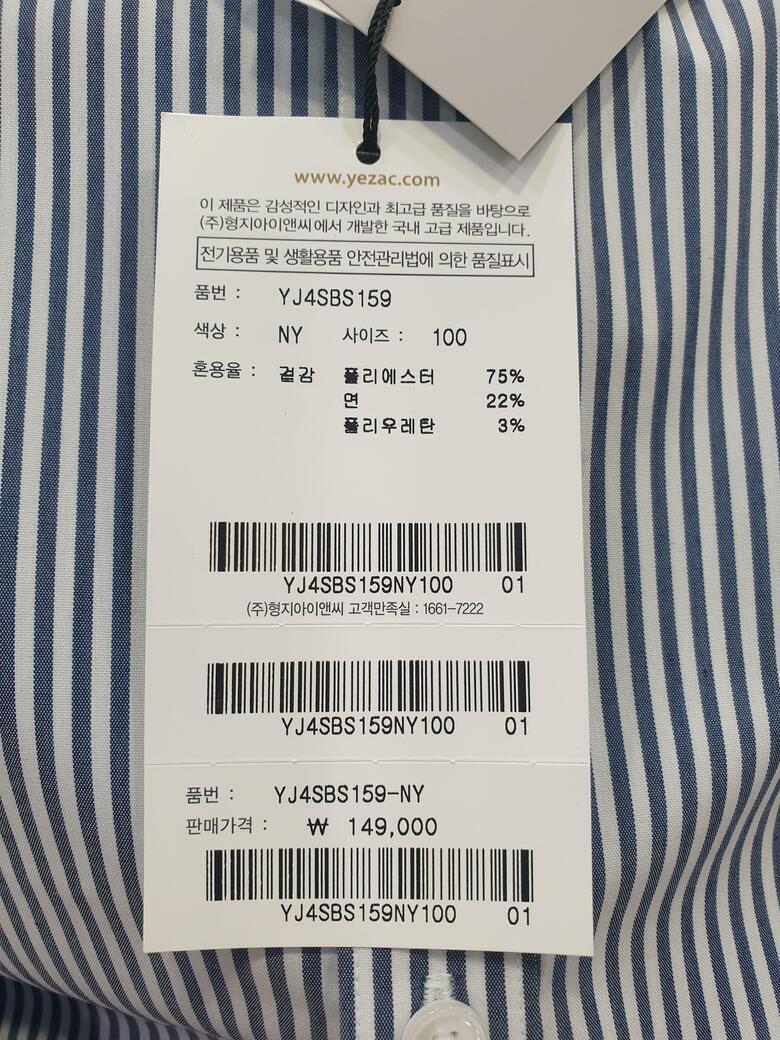 www.yezac.com
이 제품은 감성적인 디자인과 최고급 품질을 바탕으로
(주)형지아이앤씨에서 개발한 국내 고급 제품입니다.
전기용품 및 생활용품 안전관리법에 의한 품질표시
품번 : YJ4SBS159
색상 : NY 사이즈 : 100
혼용율 : 겉감 폴리에스터 75%
면 22%
폴리우레탄 3%
YJ4SBS159NY100 01
(주)형지아이앤씨 고객만족실 : 1661-7222
YJ4SBS159NY100 01
품번 : YJ4SBS159-NY
판매가격 : ₩ 149,000
YJ4SBS159NY100 01